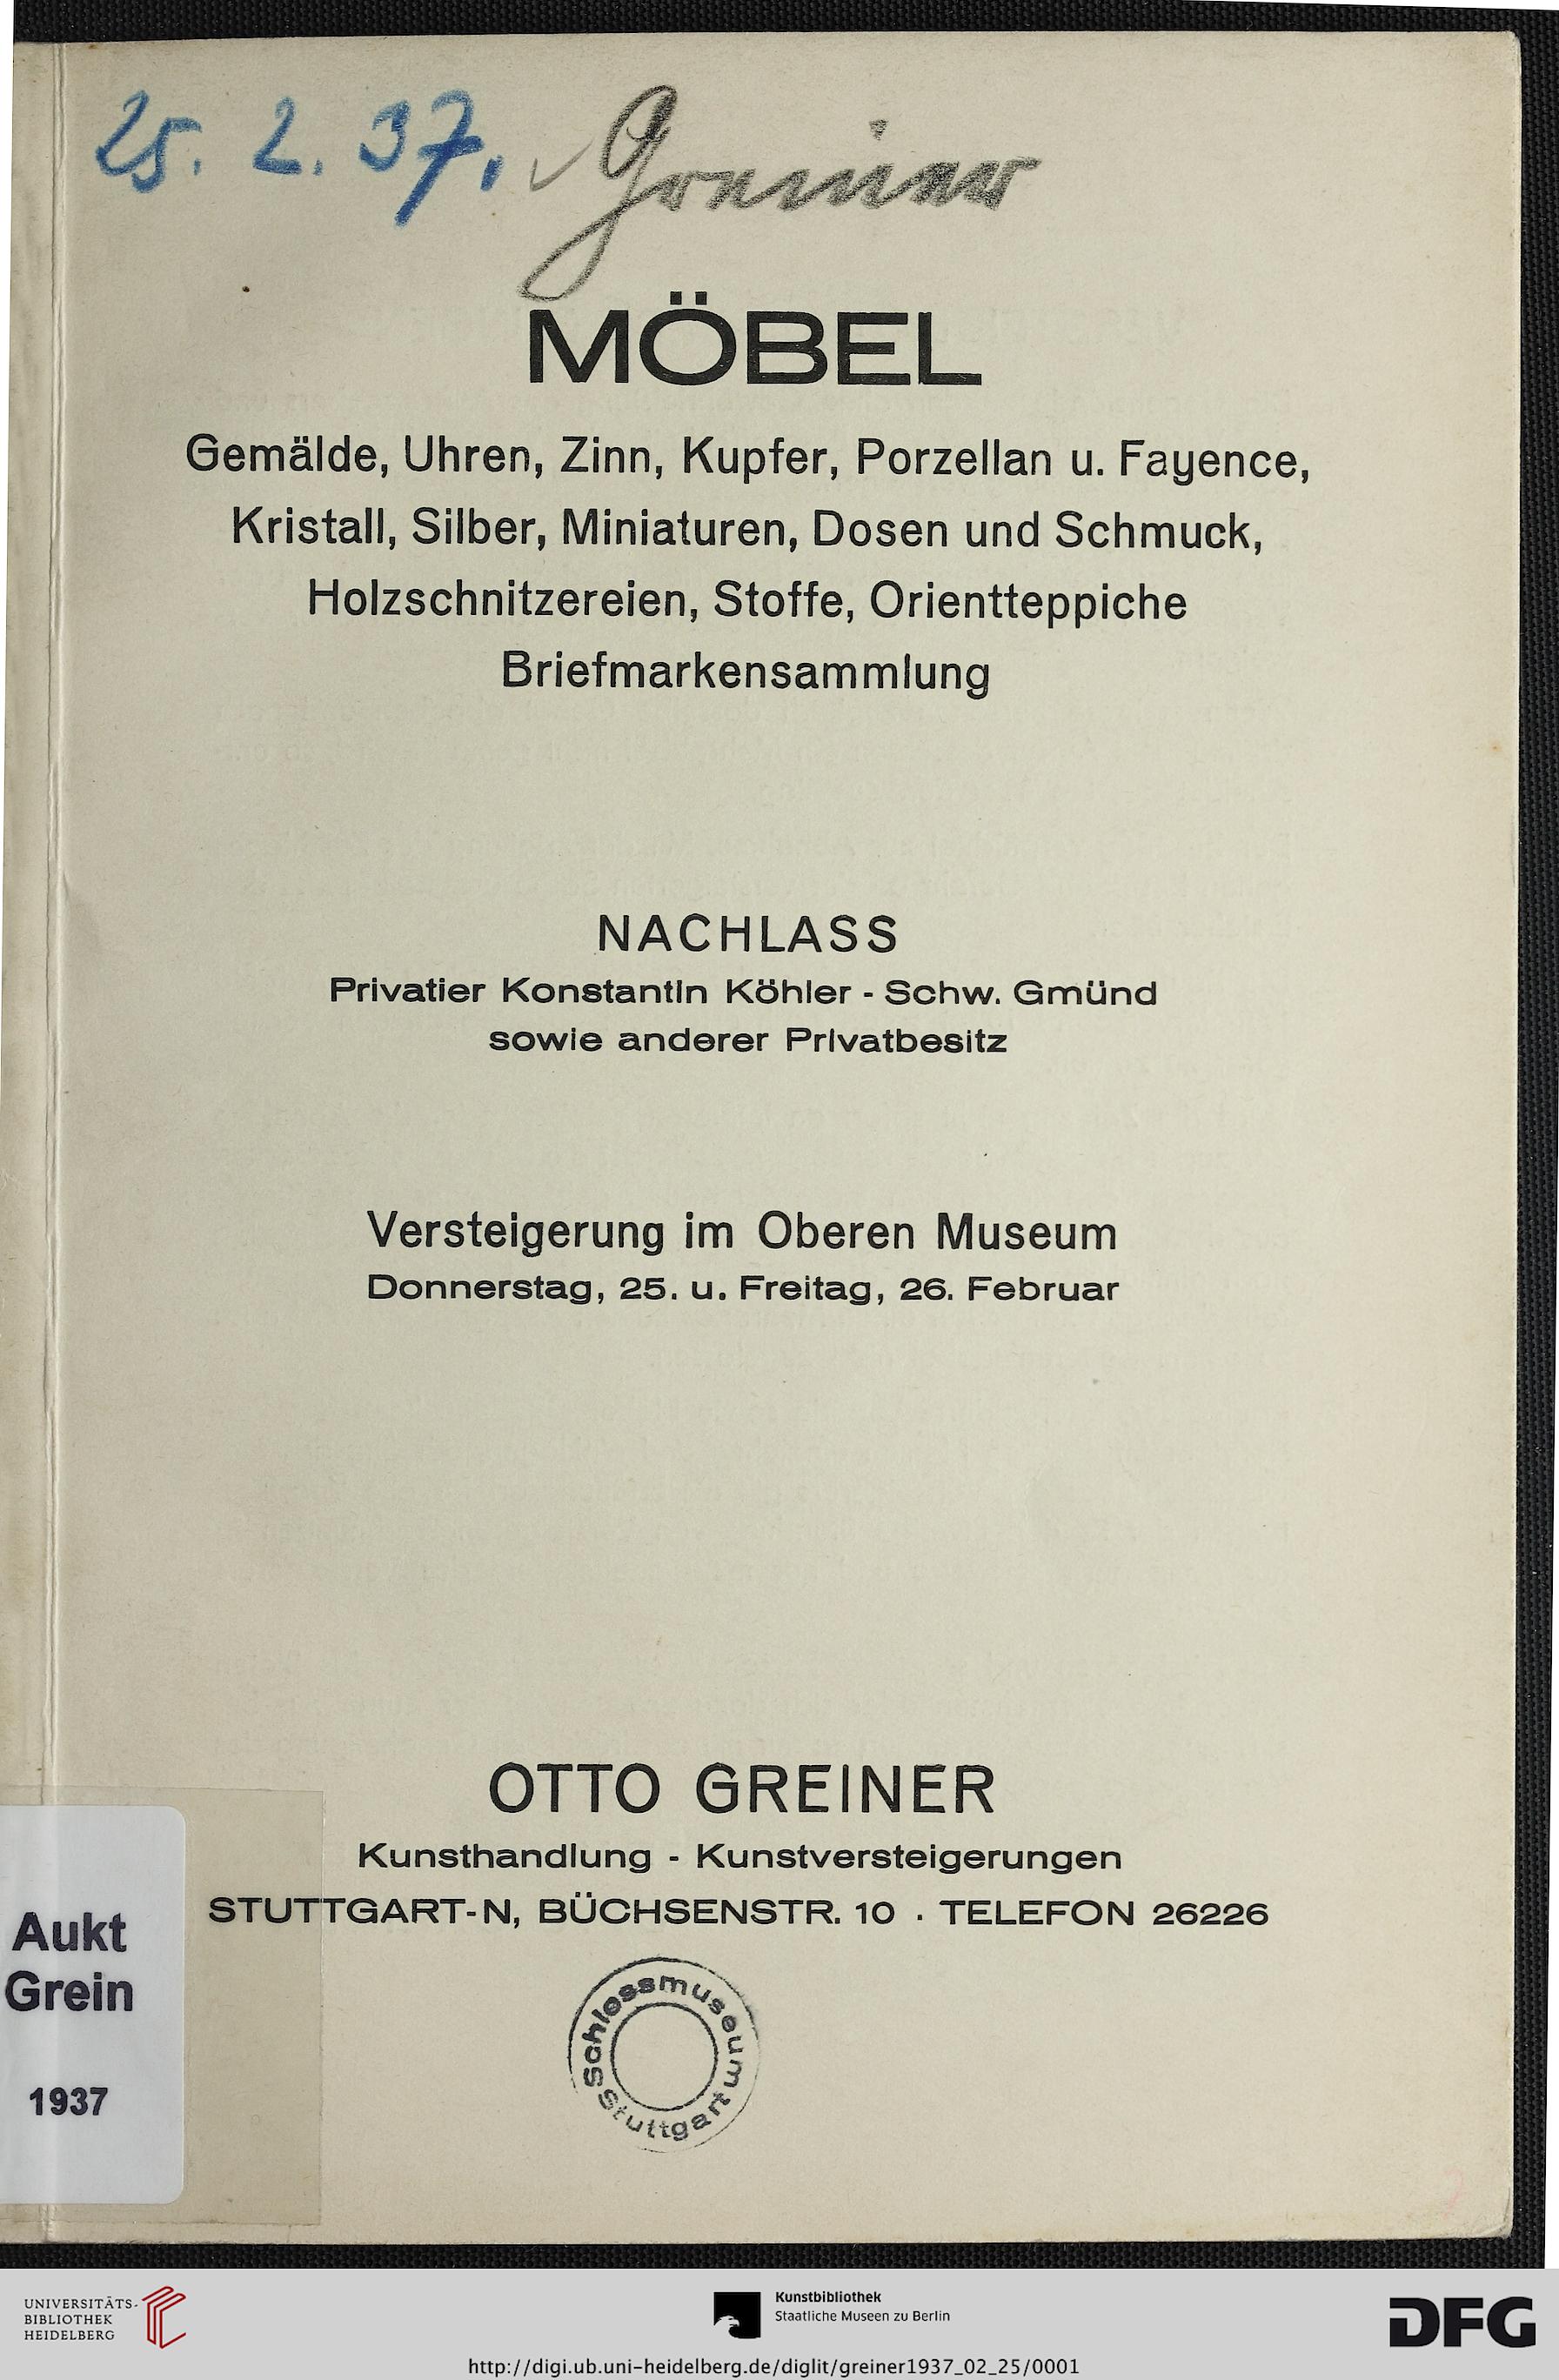 25. 2. 37. Greiner
MÖBEL
Gemälde, Uhren, Zinn, Kupfer, Porzellan u. Fayence,
Kristall, Silber, Miniaturen, Dosen und Schmuck,
Holzschnitzereien, Stoffe, Orientteppiche
Briefmarkensammlung
NACHLASS
Privatier Konstantin Köhler - Schw. Gmünd
sowie anderer Privatbesitz
Versteigerung im Oberen Museum
Donnerstag, 25. u. Freitag, 26. Februar
OTTO GREINER
Kunsthandlung - Kunstversteigerungen
STUTTGART-N, BÜCHSENSTR. 10 · TELEFON 26226
Schlossmuseum
Stuttgart
Aukt
Grein
1937
UNIVERSITÄTS-
BIBLIOTHEK
HEIDELBERG
Kunstbibliothek
Staatliche Museen zu Berlin
DFG
http://digi.ub.uni-heidelberg.de/diglit/greiner1937_02_25/0001